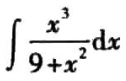 ∫ x³/(9+x²) dx